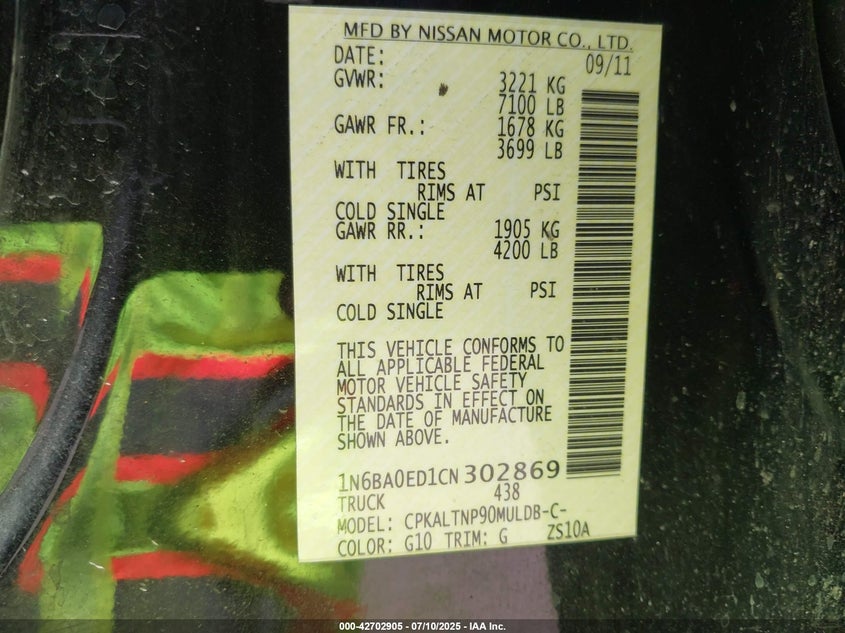 MFD BY NISSAN MOTOR CO., LTD.
DATE: 09/11
GVWR: 3221 KG
7100 LB
GAWR FR.: 1678 KG
3699 LB
WITH TIRES
RIMS AT PSI
COLD SINGLE
GAWR RR.: 1905 KG
4200 LB
WITH TIRES
RIMS AT PSI
COLD SINGLE
THIS VEHICLE CONFORMS TO
ALL APPLICABLE FEDERAL
MOTOR VEHICLE SAFETY
STANDARDS IN EFFECT ON
THE DATE OF MANUFACTURE
SHOWN ABOVE.
1N6BA0ED1CN302869
TRUCK 438
MODEL: CPKALTNP90MULDB-C-
COLOR: G10 TRIM: G ZS10A
000-42702905 - 07/10/2025 - IAA Inc.